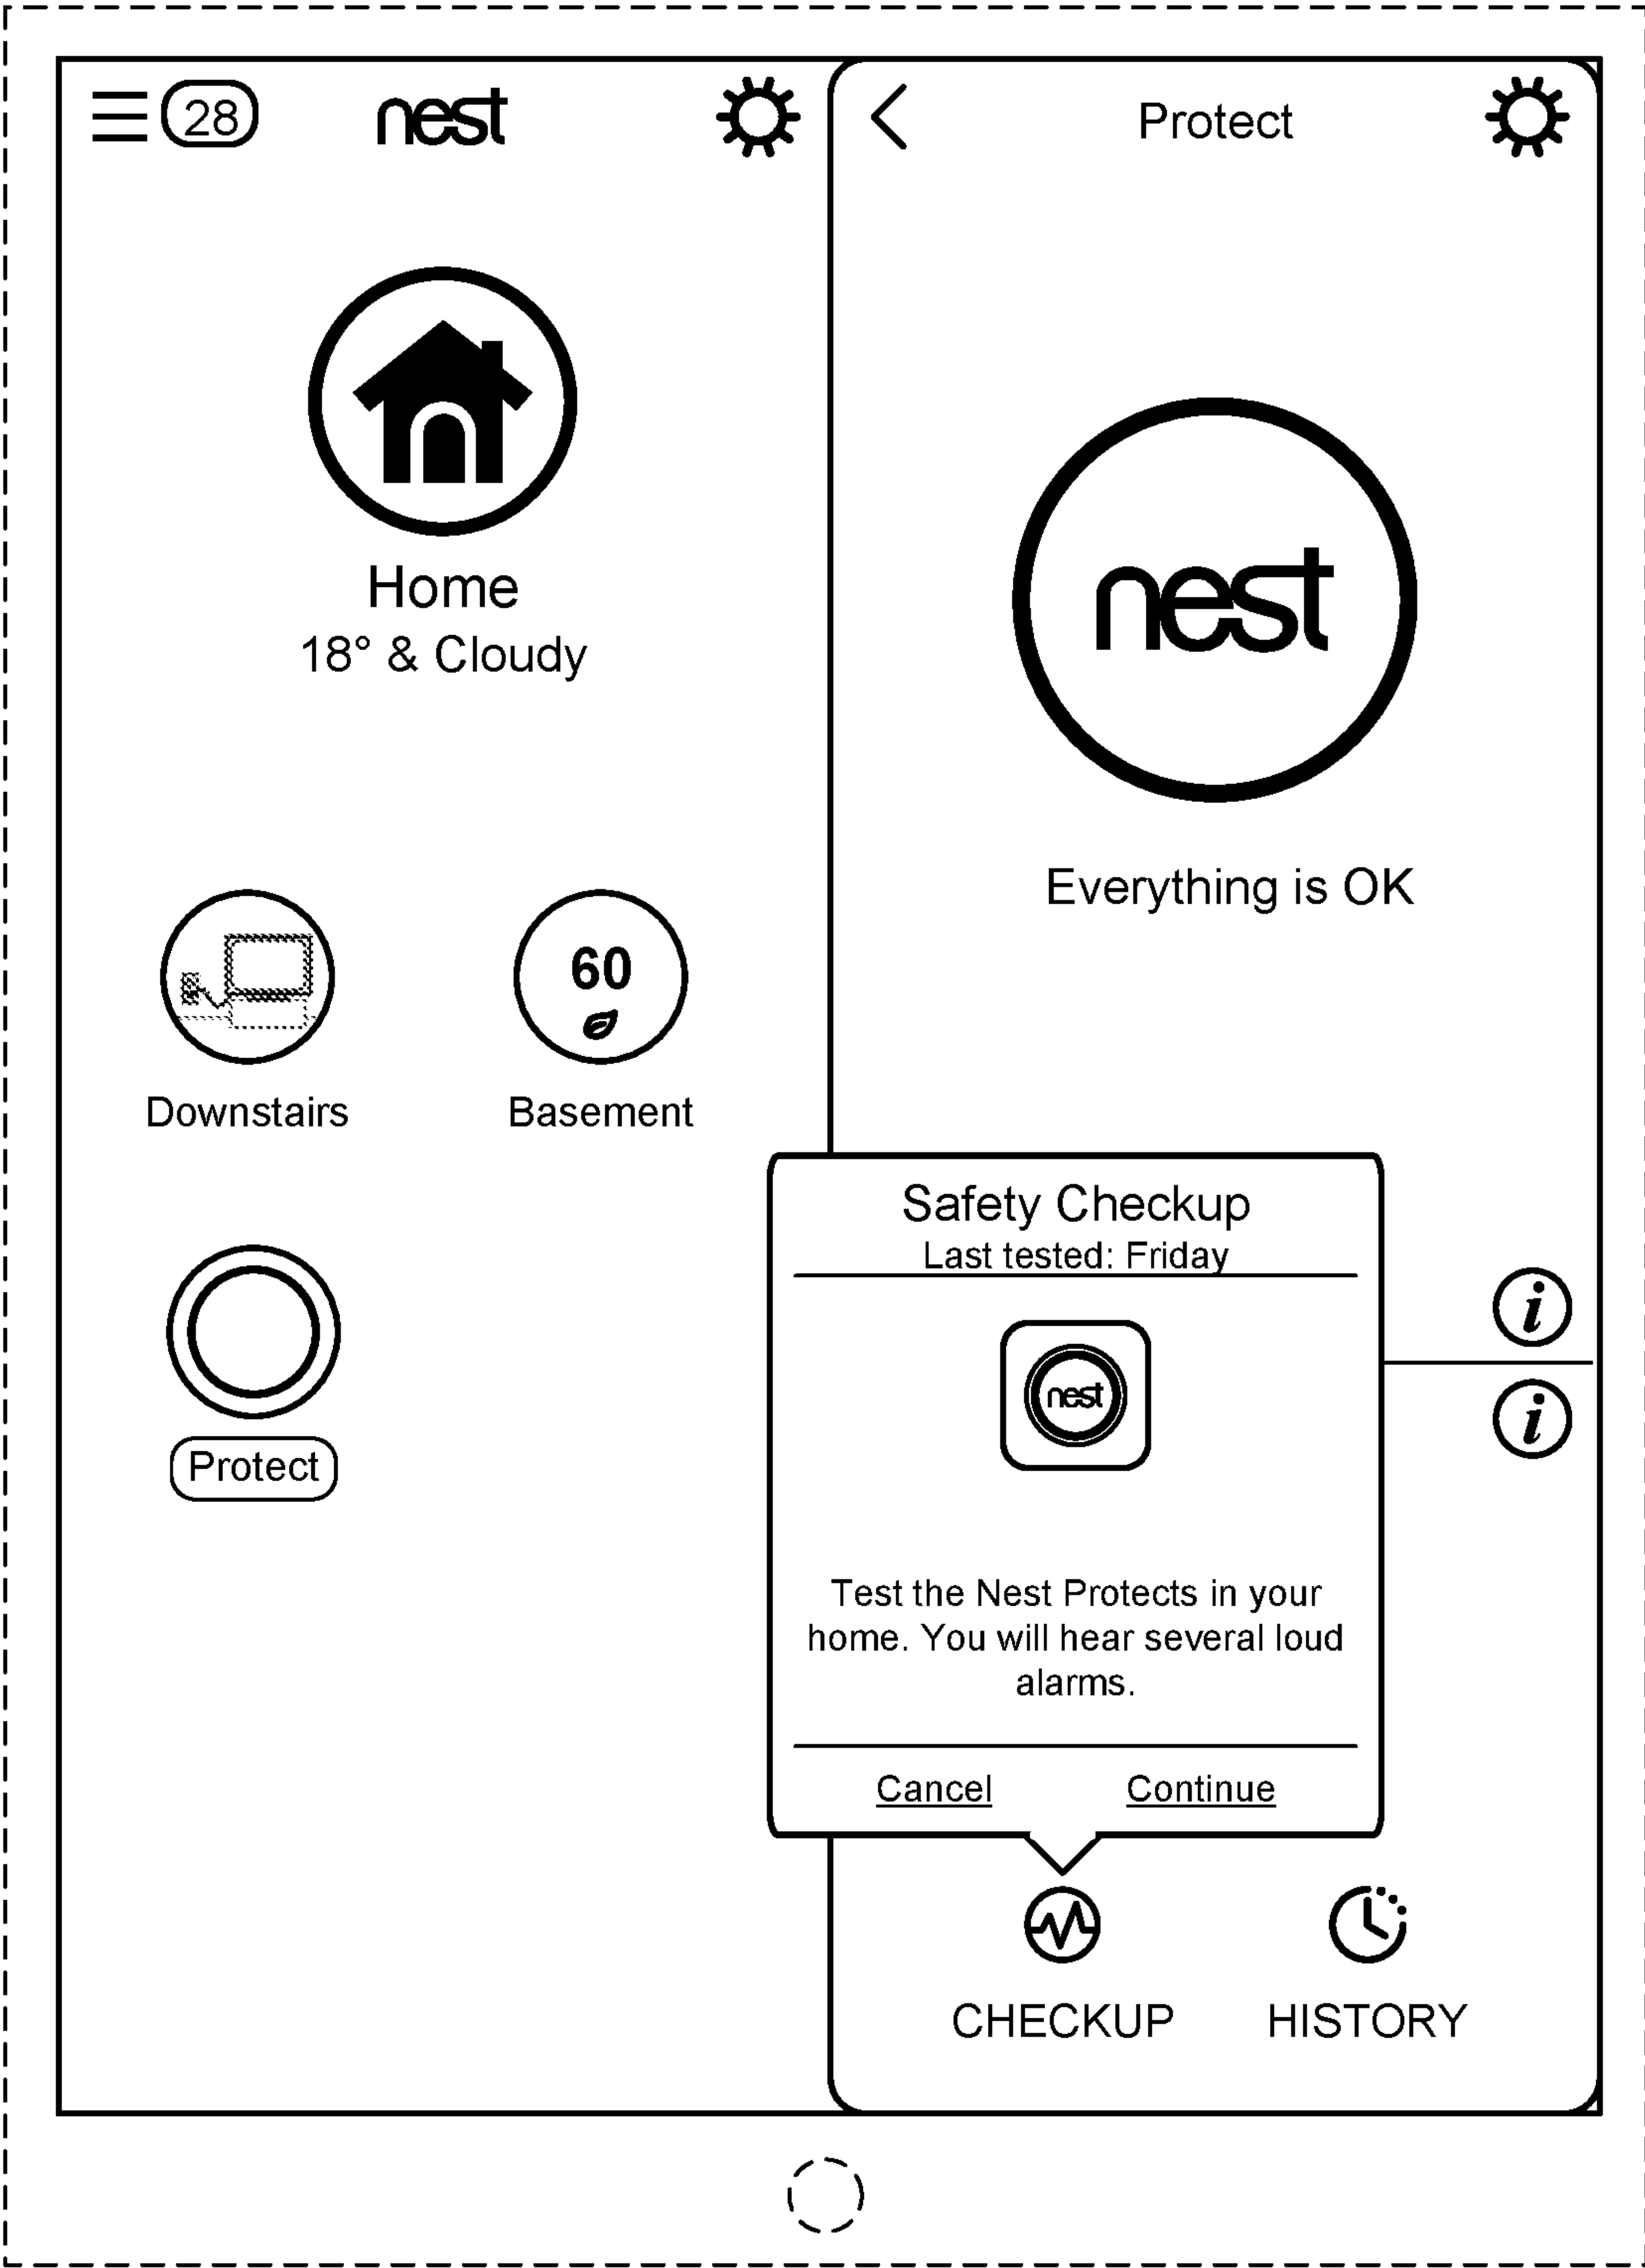 28
nest
Home
18° & Cloudy
Downstairs
60
Basement
Protect
Protect
nest
Everything is OK
Safety Checkup
Last tested: Friday
nest
Test the Nest Protects in your
home. You will hear several loud
alarms.
Cancel Continue
i
i
CHECKUP
HISTORY